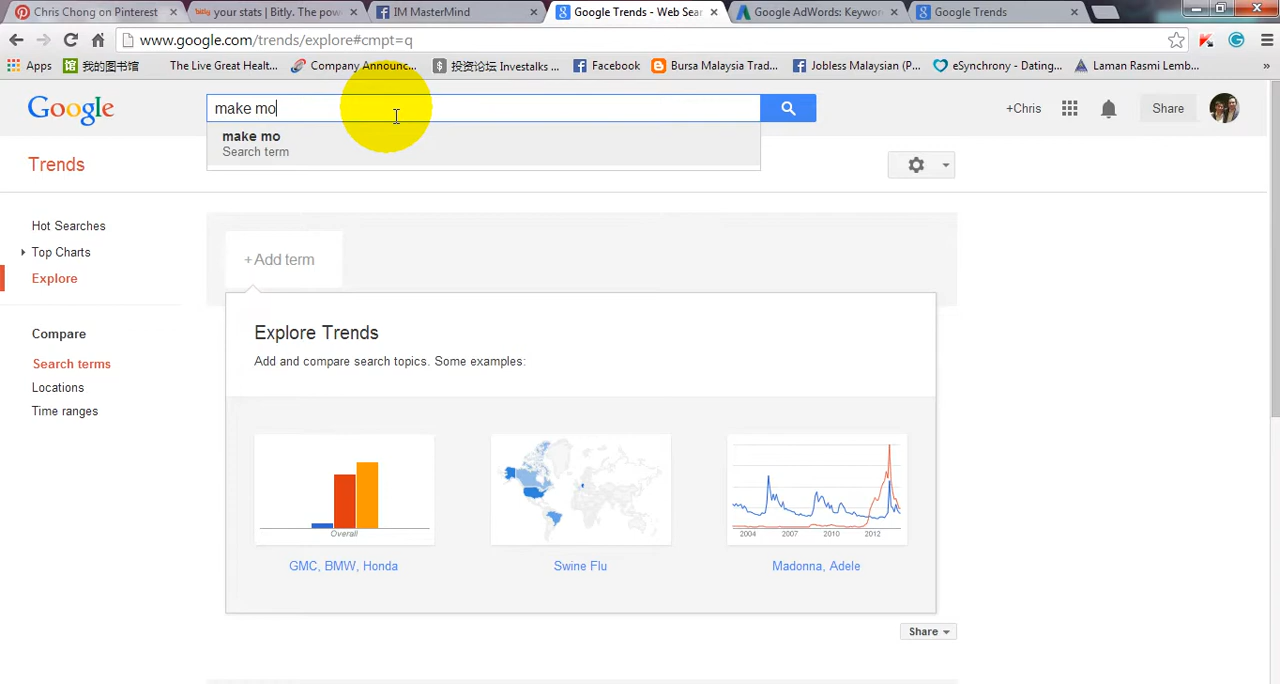 Chris Chong on Pinterest
bitly your stats | Bitly. The pow
IM MasterMind
Google Trends - Web Sear
Google AdWords: Keywor
Google Trends
www.google.com/trends/explore#cmpt=q
Apps
我的图书馆
The Live Great Healt...
Company Announc...
投资论坛 Investalks ...
Facebook
Bursa Malaysia Trad...
Jobless Malaysian (P...
eSynchrony - Dating...
Laman Rasmi Lemb...
»
Google
make mo
+Chris
Share
make mo
Search term
Trends
Hot Searches
Top Charts
Explore
Compare
Search terms
Locations
Time ranges
+Add term
Explore Trends
Add and compare search topics. Some examples:
Overall
2004 2007 2010 2012
GMC, BMW, Honda
Swine Flu
Madonna, Adele
Share